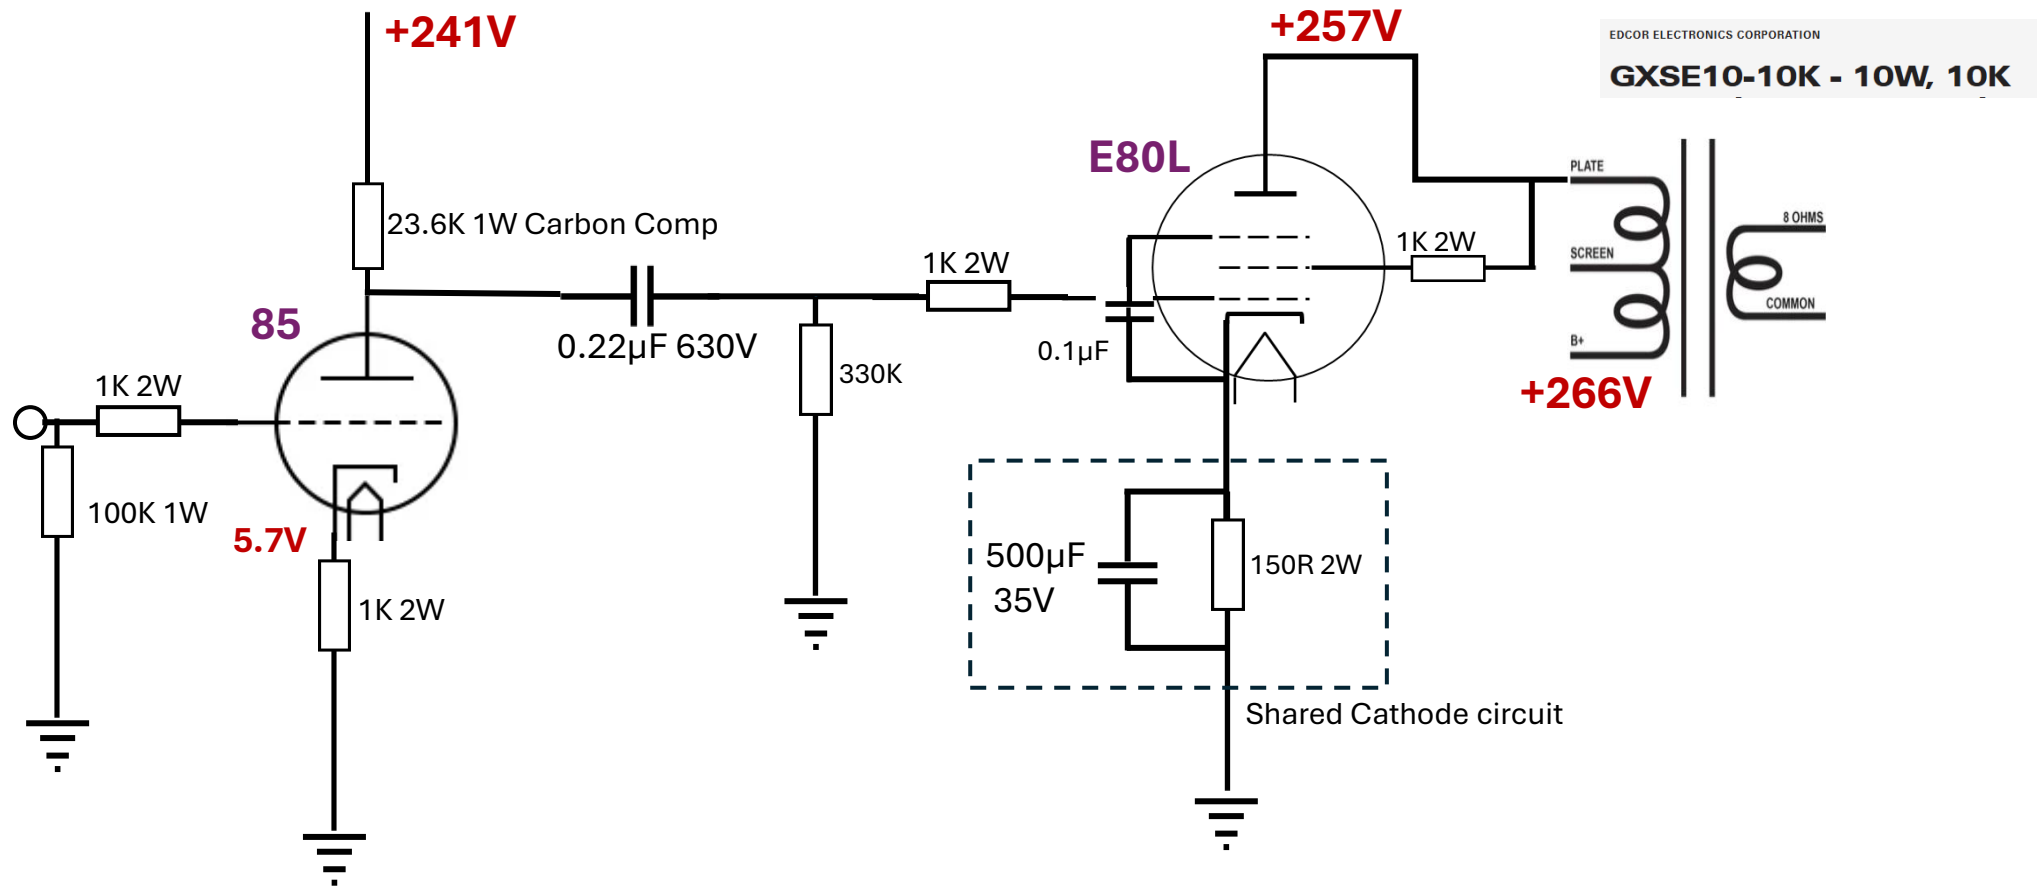 +241V
+257V
EDCOR ELECTRONICS CORPORATION
GXSE10-10K - 10W, 10K
E80L
PLATE
23.6K 1W Carbon Comp
8 OHMS
1K 2W
SCREEN
1K 2W
COMMON
85
0.22µF 630V
0.1µF
B+
330K
1K 2W
+266V
100K 1W
5.7V
500µF
35V
150R 2W
1K 2W
Shared Cathode circuit